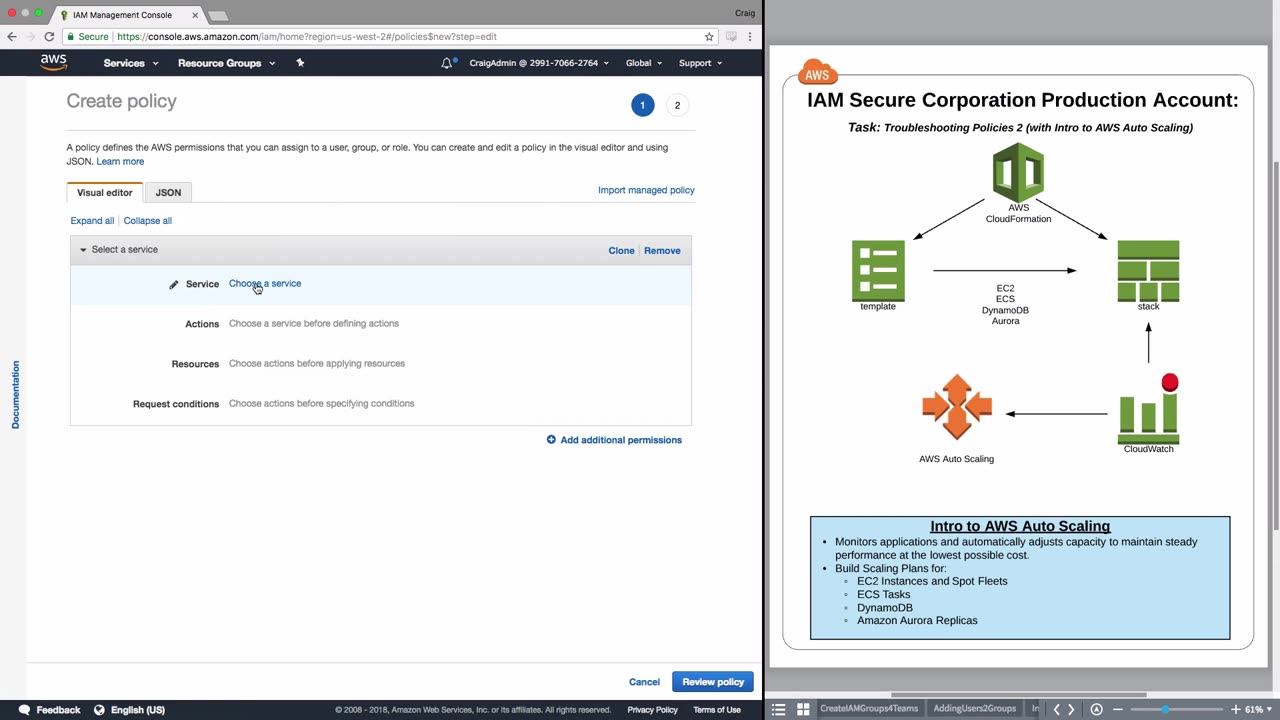 IAM Management Console
Craig
Secure
https://console.aws.amazon.com/iam/home?region=us-west-2#/policies$new?step=edit
aws
Services
Resource Groups
CraigAdmin @ 2991-7066-2764
Global
Support
Create policy
1
2
A policy defines the AWS permissions that you can assign to a user, group, or role. You can create and edit a policy in the visual editor and using
JSON. Learn more
Visual editor
JSON
Import managed policy
Expand all
Collapse all
Select a service
Clone
Remove
Service
Choose a service
Actions
Choose a service before defining actions
Resources
Choose actions before applying resources
Request conditions
Choose actions before specifying conditions
Add additional permissions
Documentation
Cancel
Review policy
Feedback
English (US)
© 2008 - 2018, Amazon Web Services, Inc. or its affiliates. All rights reserved.
Privacy Policy
Terms of Use
AWS
IAM Secure Corporation Production Account:
Task: Troubleshooting Policies 2 (with Intro to AWS Auto Scaling)
AWS
CloudFormation
template
EC2
ECS
DynamoDB
Aurora
stack
AWS Auto Scaling
CloudWatch
Intro to AWS Auto Scaling
• Monitors applications and automatically adjusts capacity to maintain steady
performance at the lowest possible cost.
• Build Scaling Plans for:
◦ EC2 Instances and Spot Fleets
◦ ECS Tasks
◦ DynamoDB
◦ Amazon Aurora Replicas
CreateIAMGroups4Teams
AddingUsers2Groups
61%